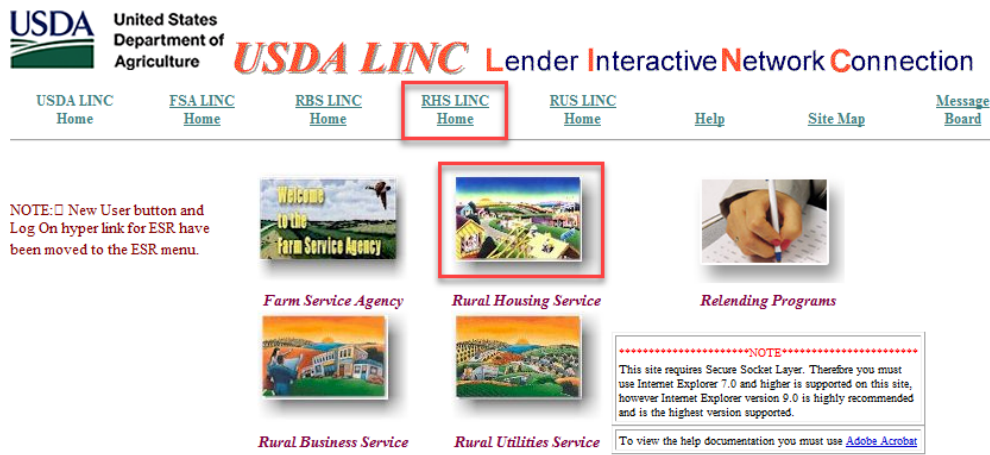 USDA
United States
Department of
Agriculture
USDA LINC Lender Interactive Network Connection
USDA LINC
Home
FSA LINC
Home
RBS LINC
Home
RHS LINC
Home
RUS LINC
Home
Help
Site Map
Message
Board
NOTE:□ New User button and
Log On hyper link for ESR have
been moved to the ESR menu.
Welcome
to the
Farm Service Agency
Farm Service Agency
Rural Housing Service
Relending Programs
Rural Business Service
Rural Utilities Service
**********************NOTE***********************
This site requires Secure Socket Layer. Therefore you must
use Internet Explorer 7.0 and higher is supported on this site,
however Internet Explorer version 9.0 is highly recommended
and is the highest version supported.
To view the help documentation you must use Adobe Acrobat